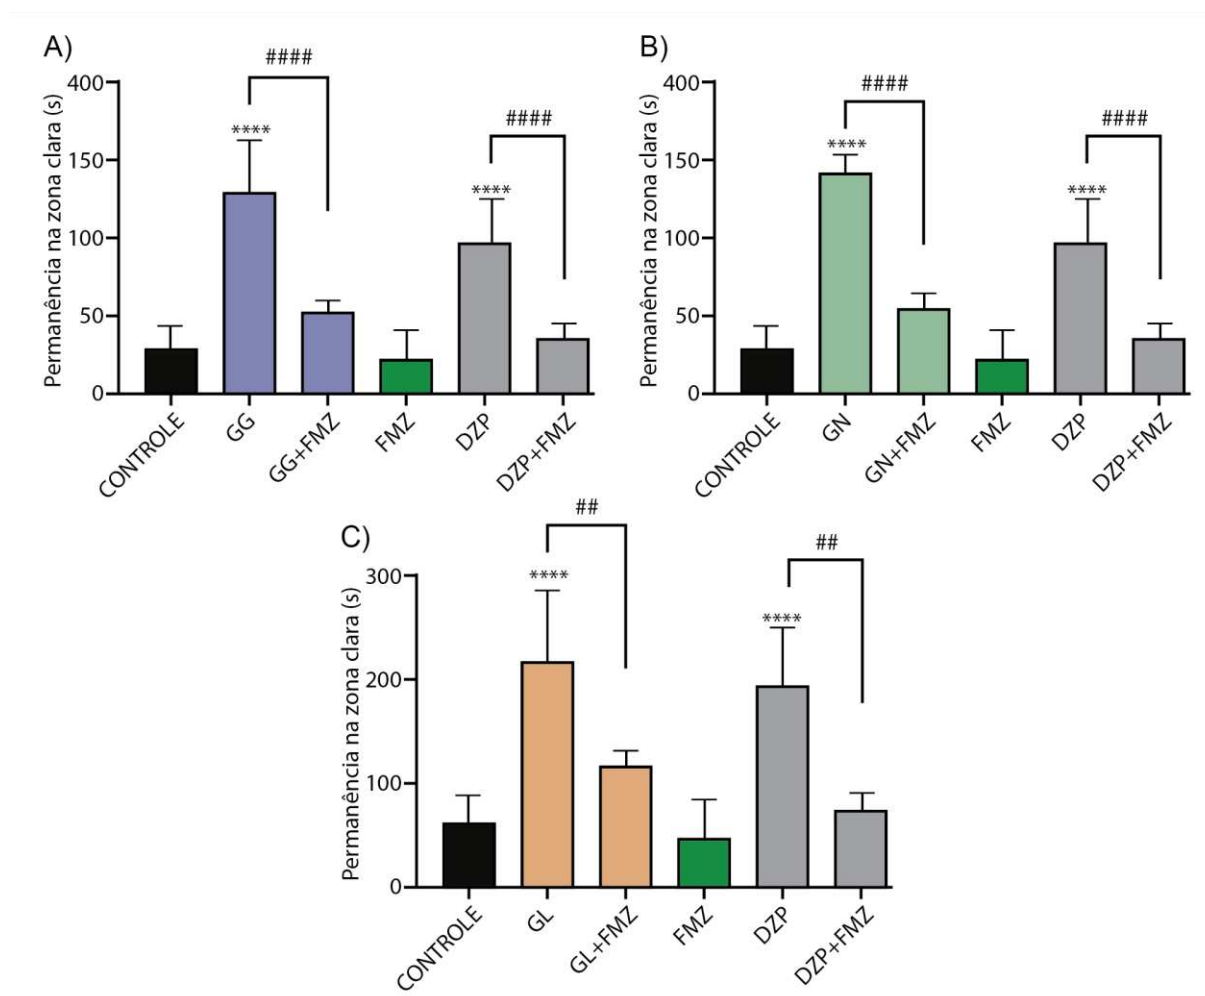 A)
####
Permanência na zona clara (s)
400
150
100
50
0
****
####
****
CONTROLE
GG
GG+FMZ
FMZ
DZP
DZP+FMZ
B)
####
Permanência na zona clara (s)
400
150
100
50
0
****
####
****
CONTROLE
GN
GN+FMZ
FMZ
DZP
DZP+FMZ
C)
##
Permanência na zona clara (s)
300
200
100
0
****
##
****
CONTROLE
GL
GL+FMZ
FMZ
DZP
DZP+FMZ